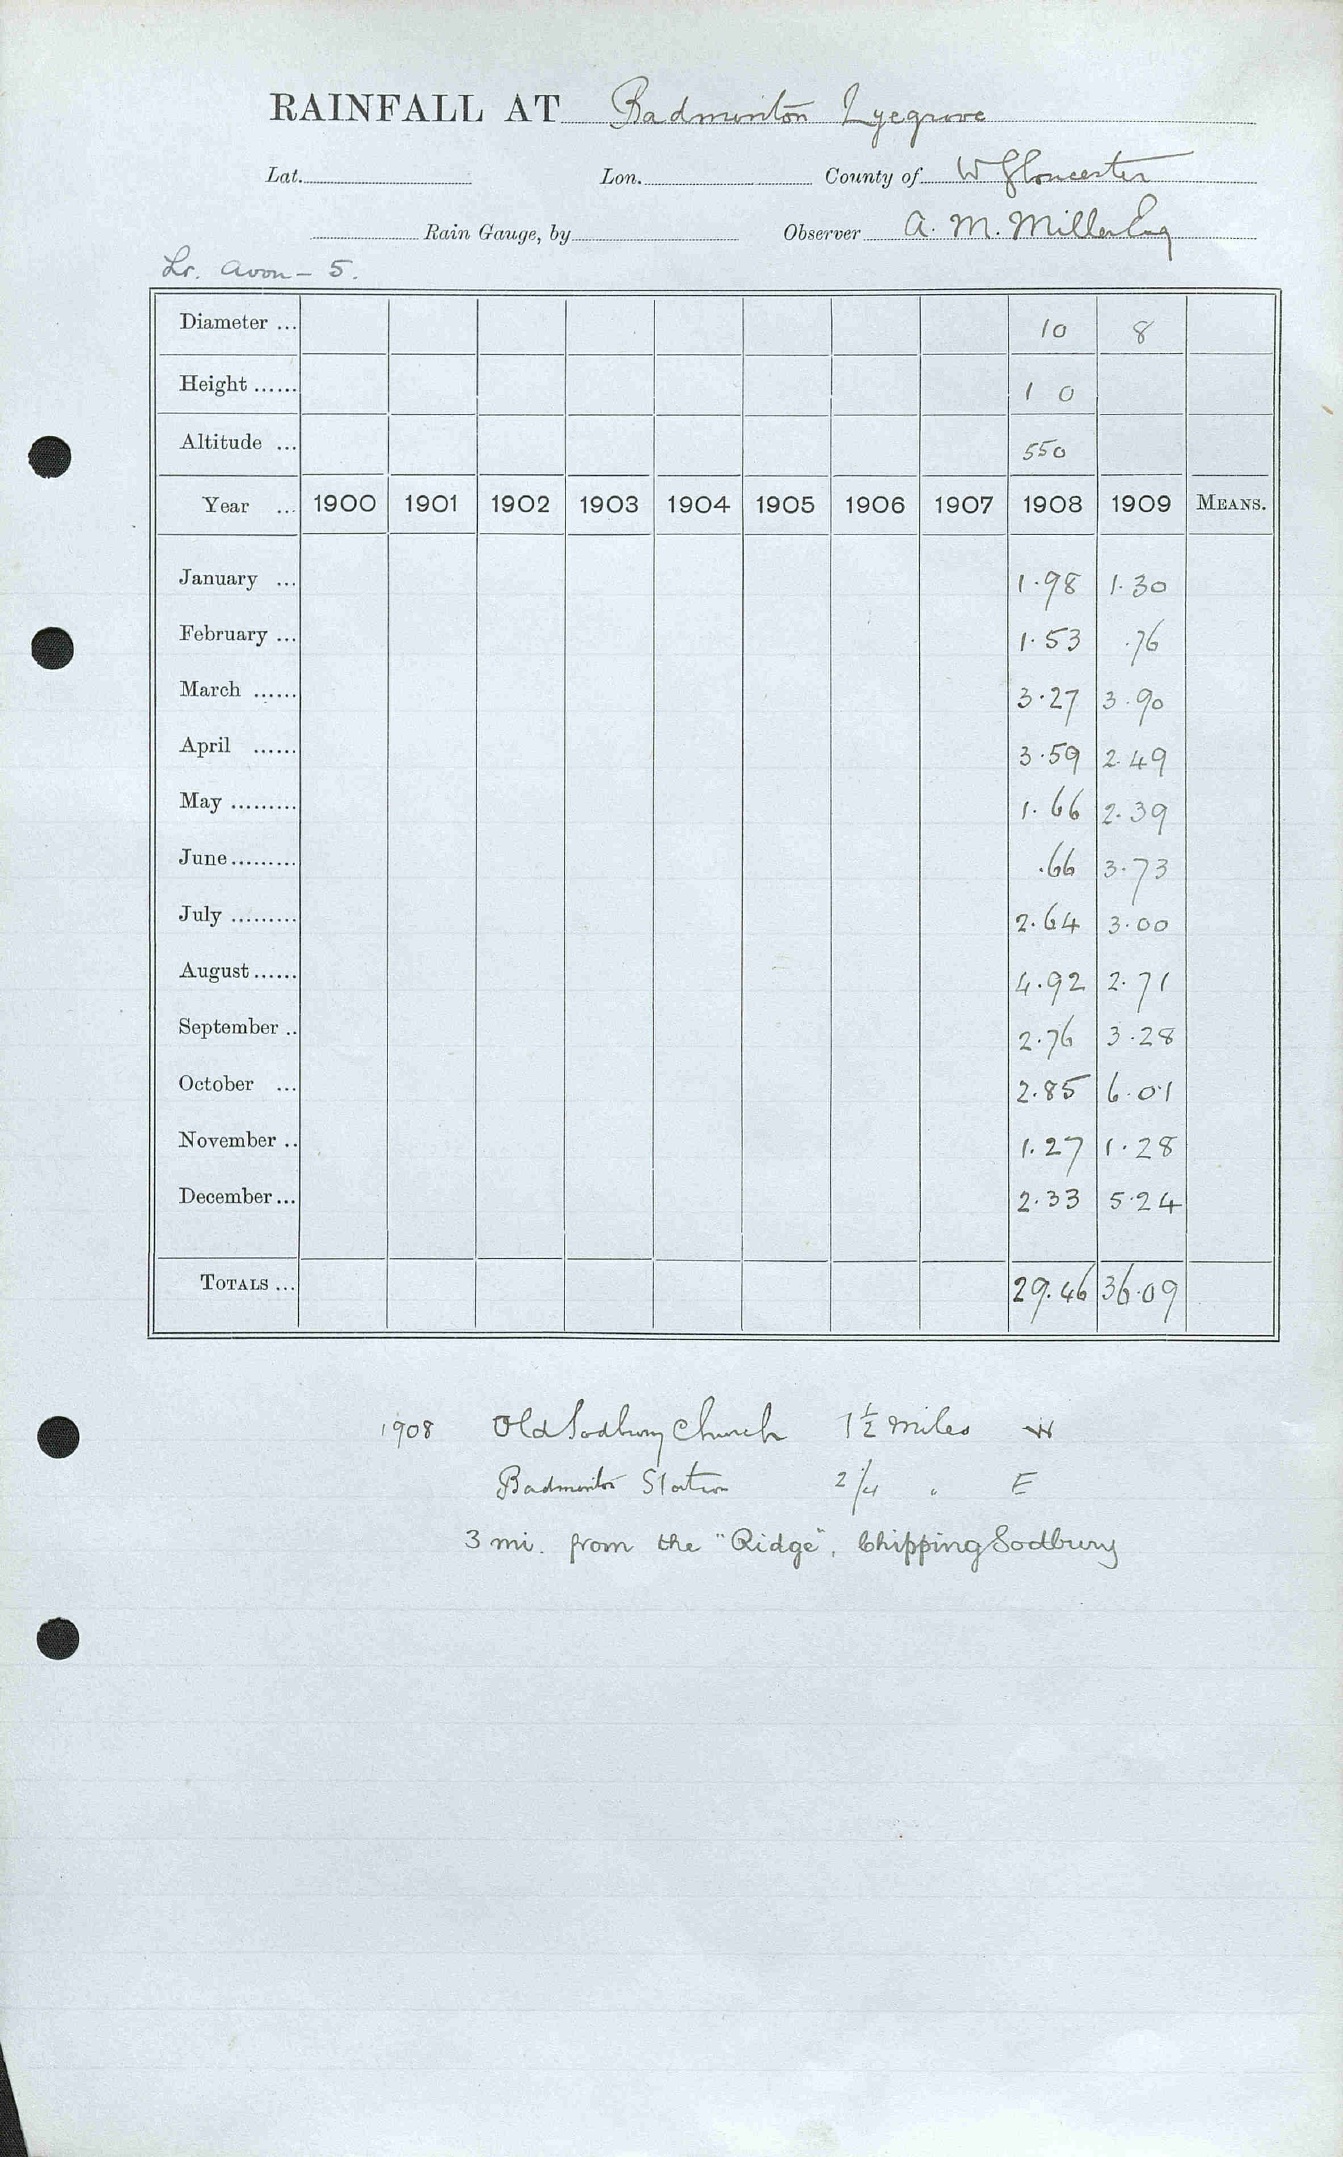 RAINFALL AT Badminton Lyegrove
Lat. Lon. County of W Gloucester
Rain Gauge, by Observer A. M. Miller Esq
Lr. Avon - 5.
Diameter ... 10 8
Height ...... 1 0
Altitude ... 550
Year ... 1900 1901 1902 1903 1904 1905 1906 1907 1908 1909 MEANS.
January ... 1.98 1.30
February ... 1.53 .76
March ...... 3.27 3.90
April ...... 3.59 2.49
May ......... 1.66 2.39
June ......... .66 3.73
July ......... 2.64 3.00
August ...... 4.92 2.71
September .. 2.76 3.28
October ... 2.85 6.01
November .. 1.27 1.28
December ... 2.33 5.24
TOTALS ... 29.46 36.09
1908 Old Sodbury Church 1½ miles W
Badminton Station 2¼ " E
3 mi. from the "Ridge", Chipping Sodbury